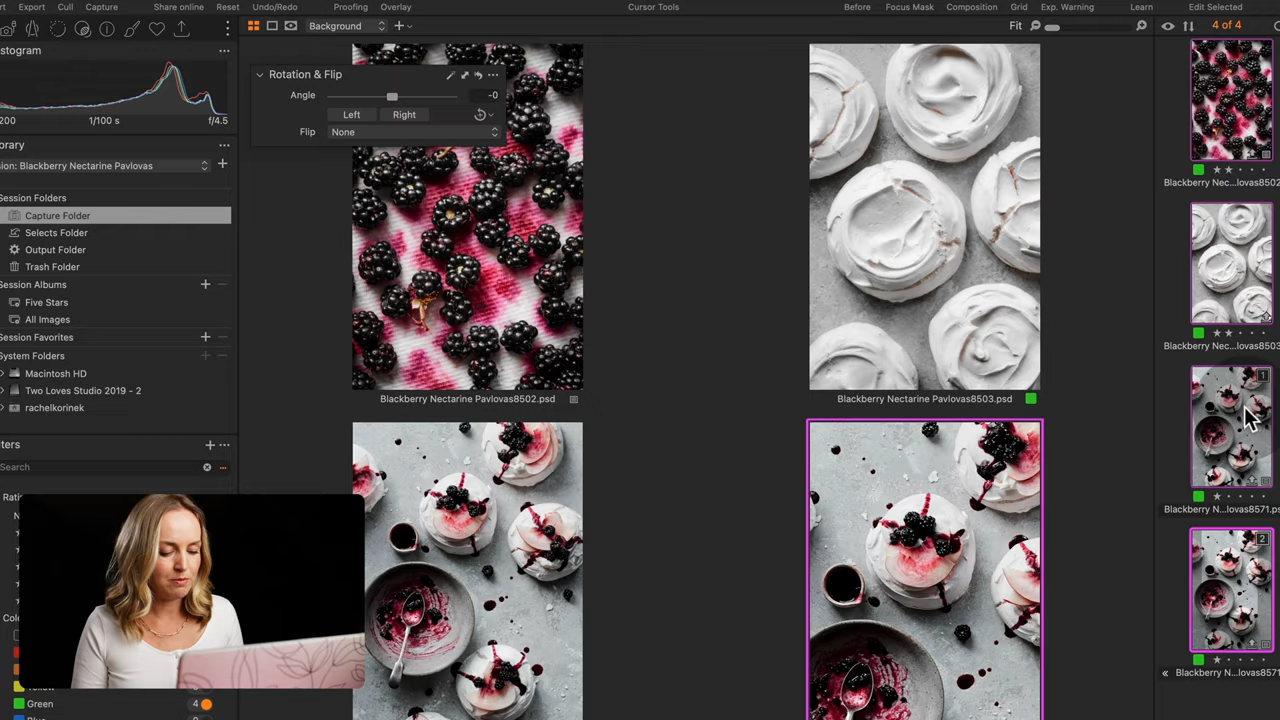 nt Cull Capture Share online Reset Undo/Redo Proofing Overlay Cursor Tools Before Focus Mask Composition Grid Exp. Warning Learn Edit Selected
Background Fit 4 of 4
stogram
200 1/100 s f/4.5
Rotation & Flip
Angle -0
Left Right
Flip None
brary
sion: Blackberry Nectarine Pavlovas
Session Folders
Capture Folder
Selects Folder
Output Folder
Trash Folder
Session Albums
Five Stars
All Images
Session Favorites
System Folders
Macintosh HD
Two Loves Studio 2019 - 2
rachelkorinek
ters
Search
Green 4
Blackberry Nectarine Pavlovas8502.psd
Blackberry Nectarine Pavlovas8503.psd
Blackberry Nec...lovas8502
Blackberry Nec...lovas8503
1
Blackberry N...lovas8571.ps
2
Blackberry N...lovas8571